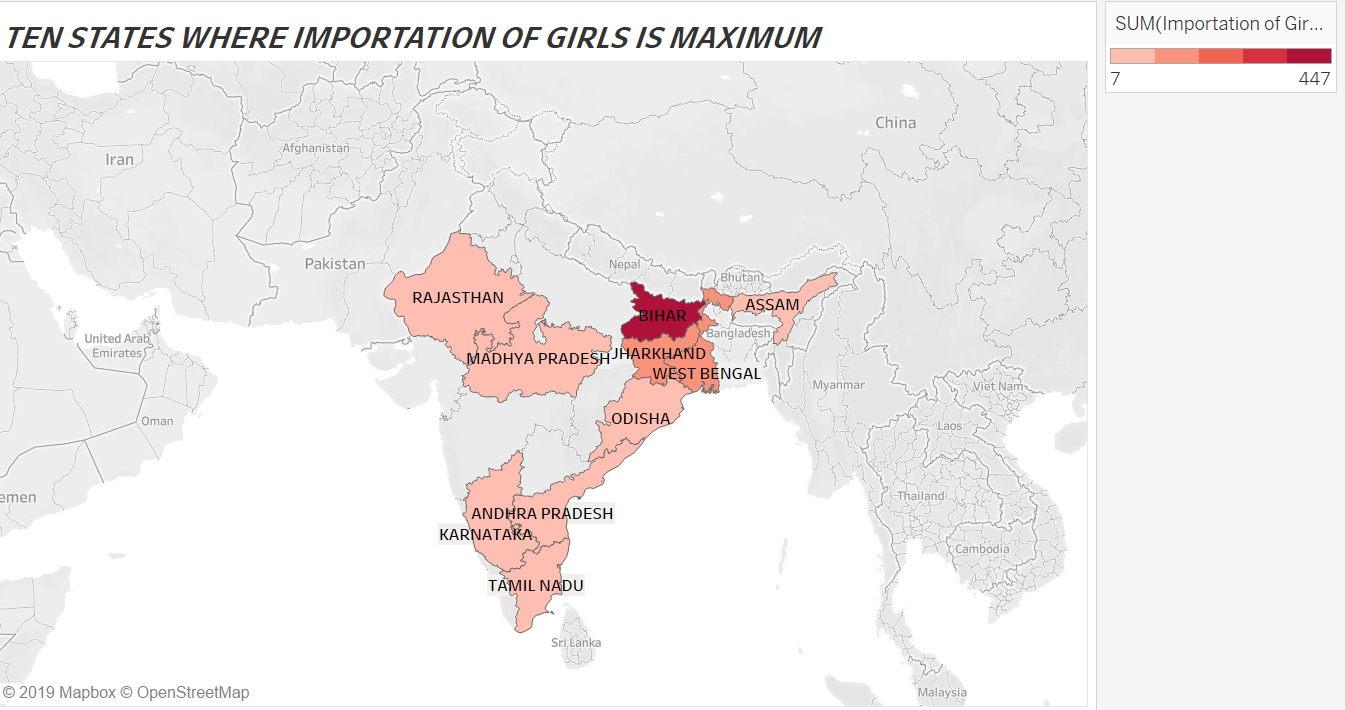 TEN STATES WHERE IMPORTATION OF GIRLS IS MAXIMUM
SUM(Importation of Gir...
7 447
China
Afghanistan
Iran
Pakistan
Nepal
Bhutan
RAJASTHAN
ASSAM
BIHAR
Bangladesh
United Arab
Emirates
MADHYA PRADESH
JHARKHAND
WEST BENGAL
Myanmar
Viet Nam
Oman
ODISHA
Laos
emen
Thailand
ANDHRA PRADESH
KARNATAKA
Cambodia
TAMIL NADU
Sri Lanka
© 2019 Mapbox © OpenStreetMap
Malaysia